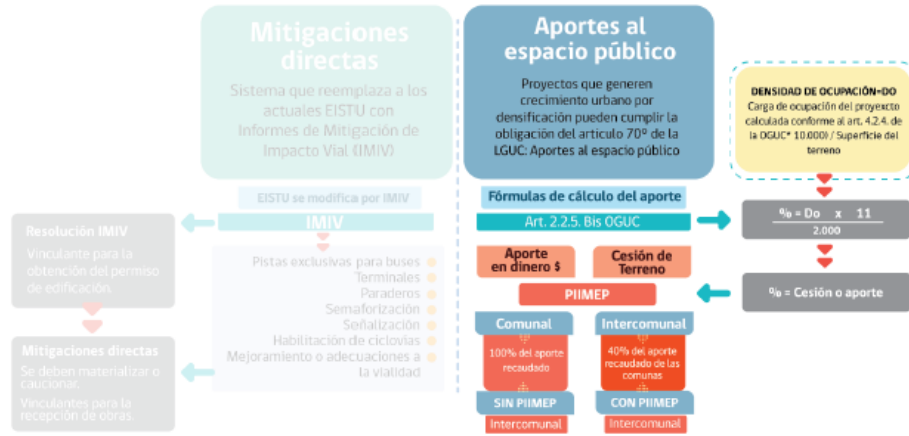 Mitigaciones
directas
Sistema que reemplaza a los
actuales EISTU con
Informes de Mitigación de
Impacto Vial (IMIV)
EISTU se modifica por IMIV
IMIV
Pistas exclusivas para buses
Terminales
Paraderos
Semaforización
Señalización
Habilitación de ciclovias
Mejoramiento o adecuaciones a
la vialidad
Resolución IMIV
Vinculante para la
obtención del permiso
de edificación.
Mitigaciones directas
Se deben materializar o
caucionar.
Vinculantes para la
recepción de obras.
Aportes al
al espacio público
Proyectos que generen
crecimiento urbano por
densificación pueden cumplir la
obligación del articulo 70º de la
LGUC: Aportes al espacio público
Fórmulas de cálculo del aporte
Art. 2.2.5. Bis OGUC
Aporte
en dinero $
Cesión de
Terreno
PIIMEP
Comunal
100% del aporte
recaudado
SIN PIIMEP
Intercomunal
Intercomunal
40% del aporte
recaudado de las
comunas
CON PIIMEP
Intercomunal
DENSIDAD DE OCUPACIÓN=DO
Carga de ocupación del proyexcto
calculada conforme al art. 4.2.4. de
la OGUC* 10.000) / Superficie del
terreno
% = Do x 11
2.000
% = Cesión o aporte